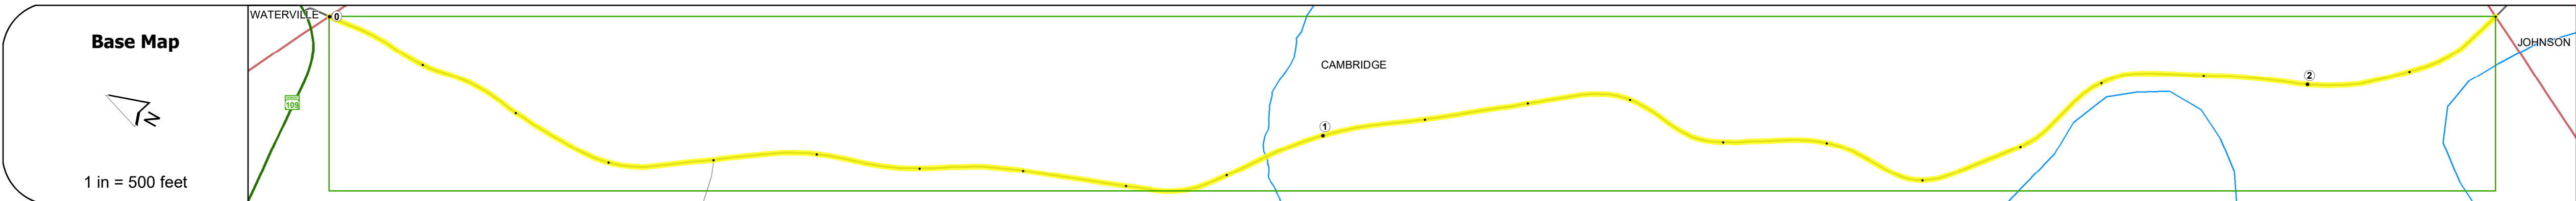 Base Map
N
1 in = 500 feet
WATERVILLE
0
109
CAMBRIDGE
1
2
JOHNSON